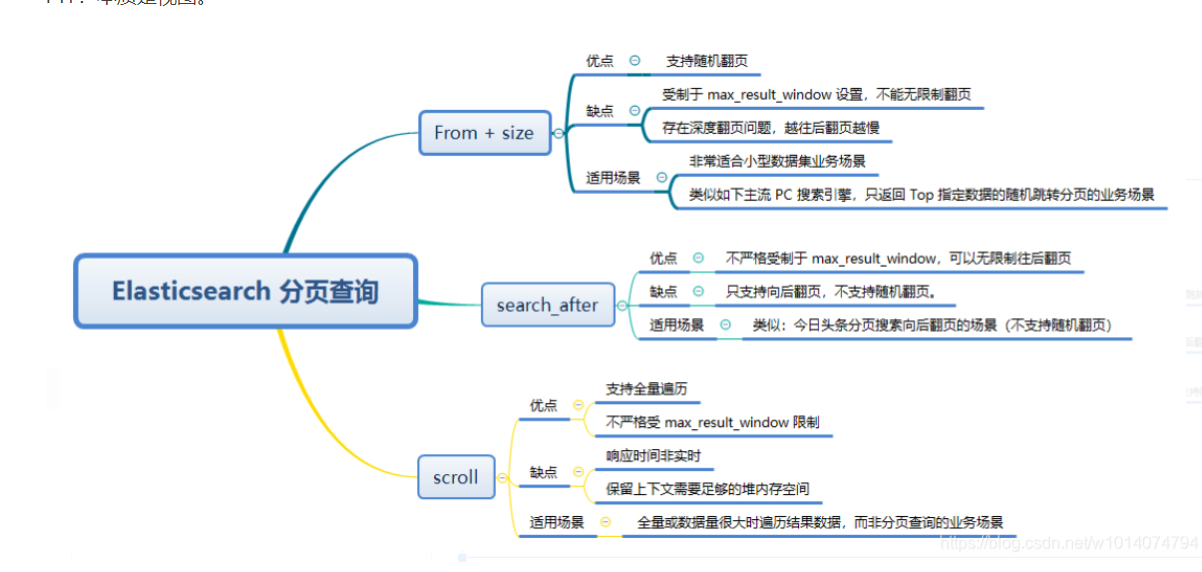 本质是视图。
Elasticsearch 分页查询
From + size
优点
支持随机翻页
缺点
受制于 max_result_window 设置，不能无限制翻页
存在深度翻页问题，越往后翻页越慢
适用场景
非常适合小型数据集业务场景
类似如下主流 PC 搜索引擎，只返回 Top 指定数据的随机跳转分页的业务场景
search_after
优点
不严格受制于 max_result_window，可以无限制往后翻页
缺点
只支持向后翻页，不支持随机翻页。
适用场景
类似：今日头条分页搜索向后翻页的场景（不支持随机翻页）
scroll
优点
支持全量遍历
不严格受 max_result_window 限制
缺点
响应时间非实时
保留上下文需要足够的堆内存空间
适用场景
全量或数据量很大时遍历结果数据，而非分页查询的业务场景
https://blog.csdn.net/w1014074794